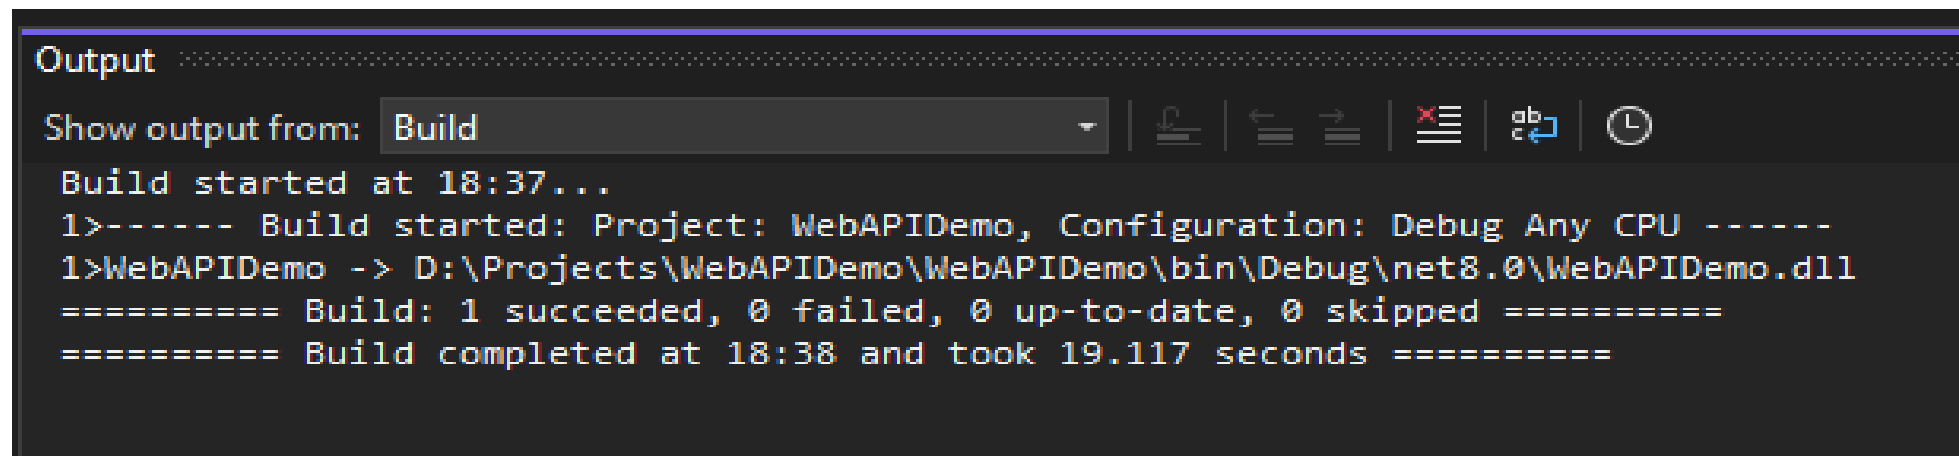 Output
Show output from: Build
Build started at 18:37...
1>------ Build started: Project: WebAPIDemo, Configuration: Debug Any CPU ------
1>WebAPIDemo -> D:\Projects\WebAPIDemo\WebAPIDemo\bin\Debug\net8.0\WebAPIDemo.dll
========== Build: 1 succeeded, 0 failed, 0 up-to-date, 0 skipped ==========
========== Build completed at 18:38 and took 19.117 seconds ==========